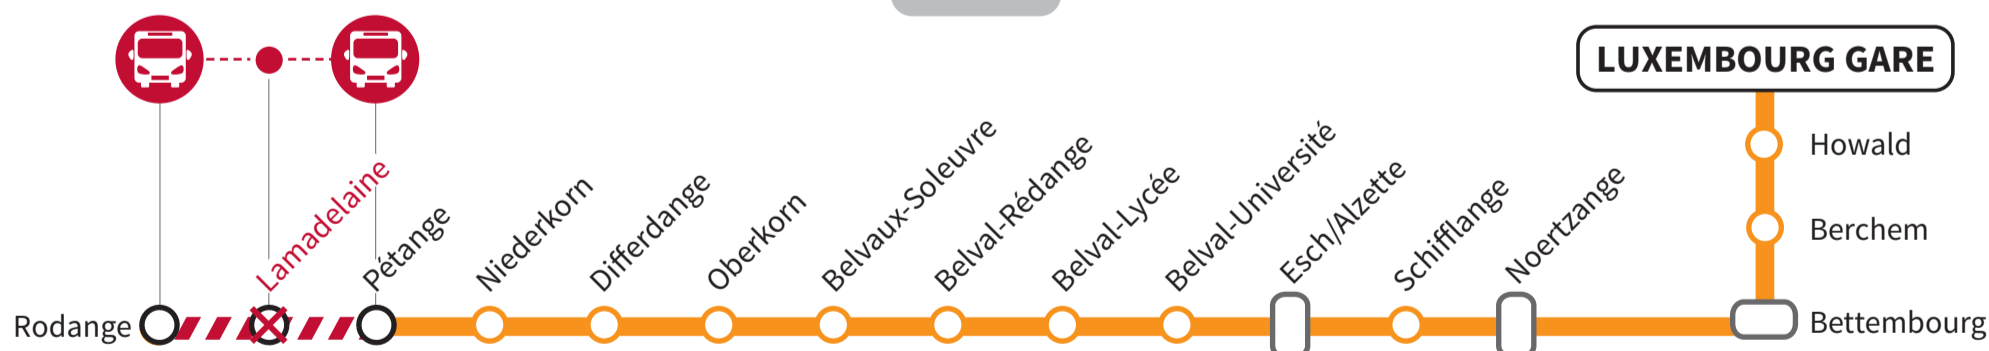 LUXEMBOURG GARE
Howald
Berchem
Bettembourg
Rodange
Lamadelaine
Pétange
Niederkorn
Differdange
Oberkorn
Belvaux-Soleuvre
Belval-Rédange
Belval-Lycée
Belval-Université
Esch/Alzette
Schifflange
Noertzange